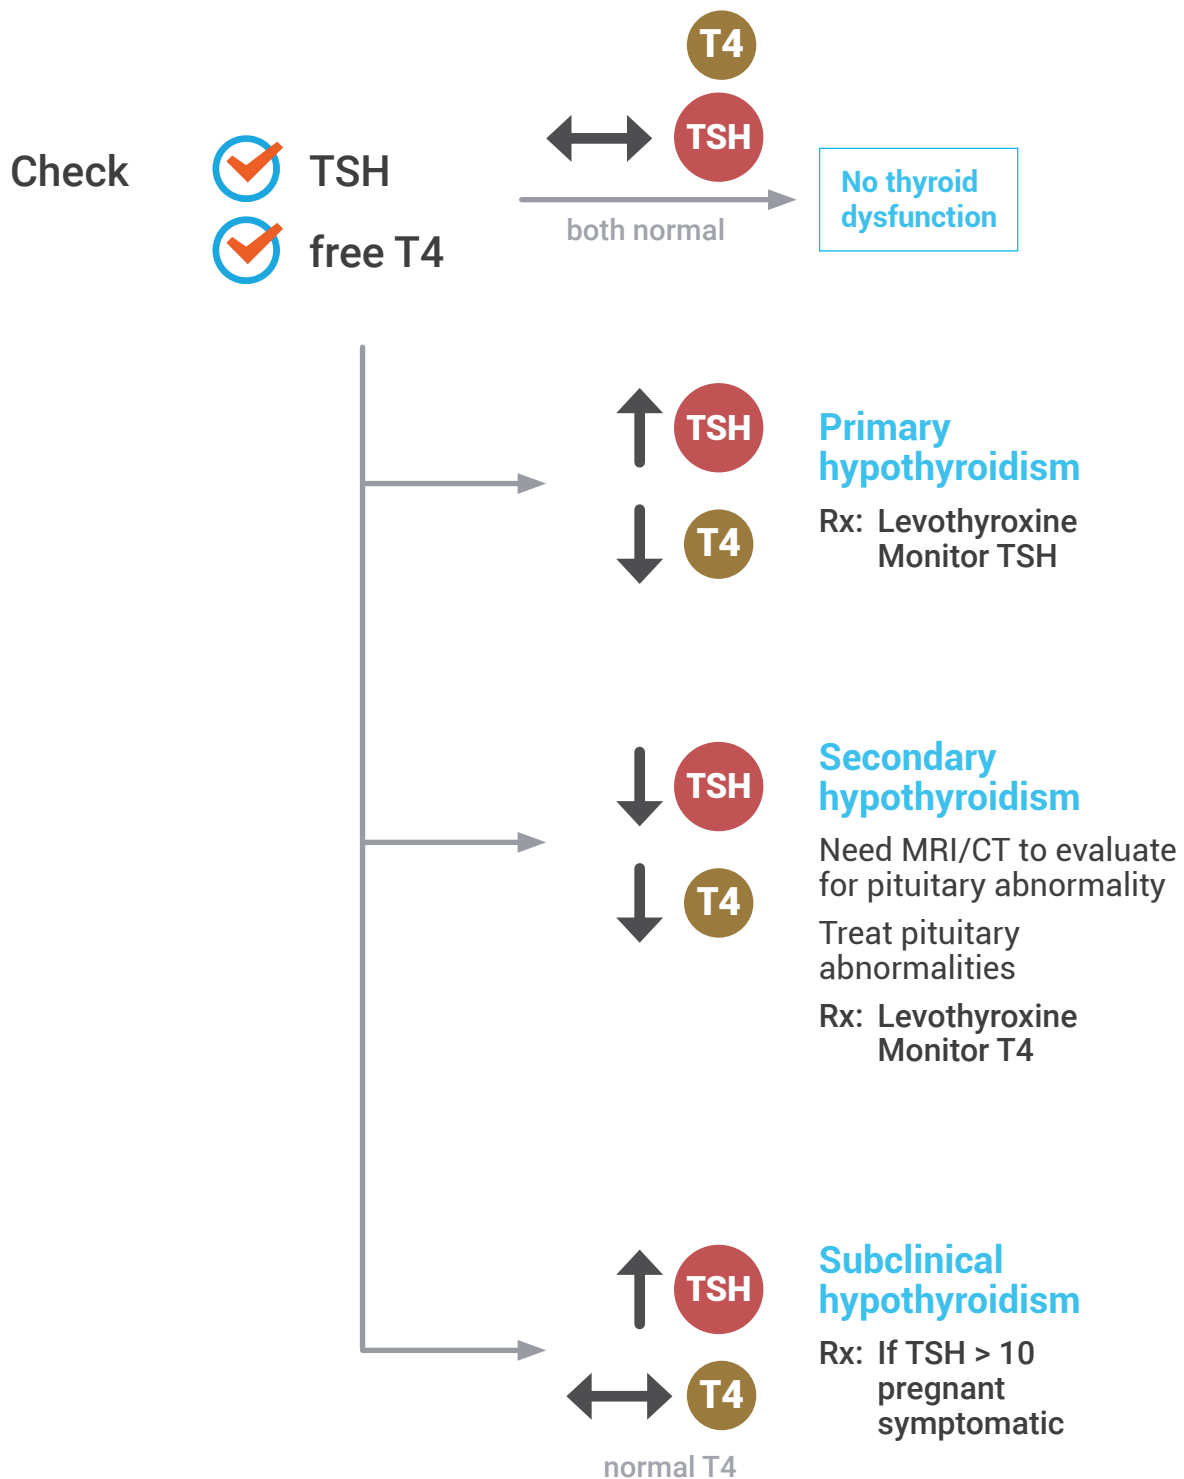 Check
TSH
free T4
T4
TSH
both normal
No thyroid
dysfunction
TSH
T4
Primary
hypothyroidism
Rx: Levothyroxine
Monitor TSH
TSH
T4
Secondary
hypothyroidism
Need MRI/CT to evaluate
for pituitary abnormality
Treat pituitary
abnormalities
Rx: Levothyroxine
Monitor T4
TSH
T4
normal T4
Subclinical
hypothyroidism
Rx: If TSH > 10
pregnant
symptomatic